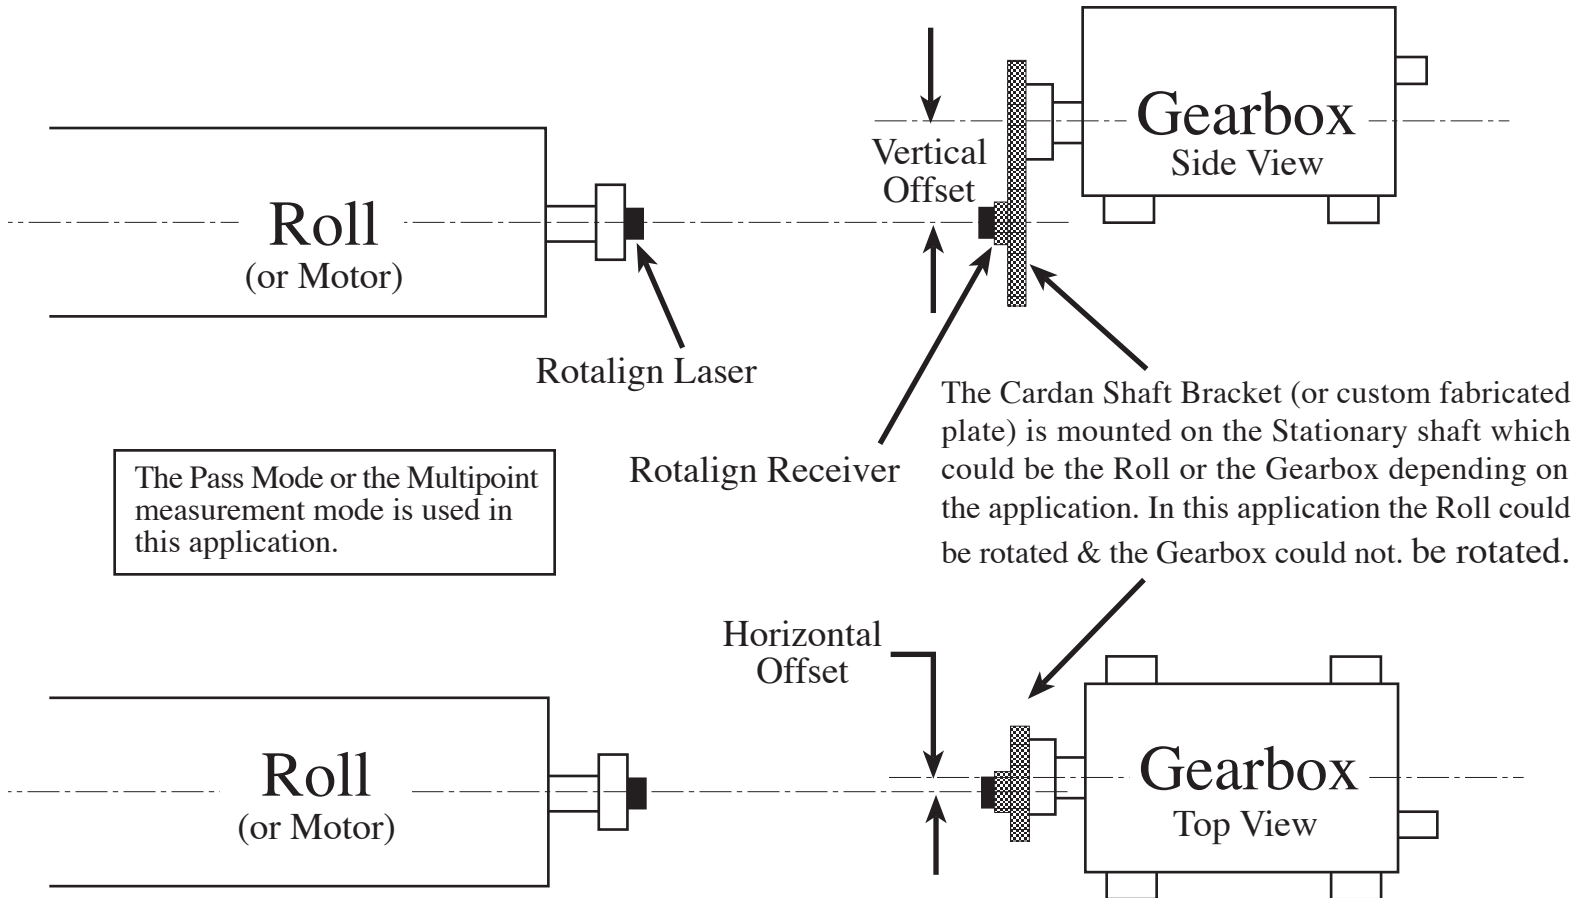 Gearbox
Side View
Vertical
Offset
Roll
(or Motor)
Rotalign Laser
The Cardan Shaft Bracket (or custom fabricated
plate) is mounted on the Stationary shaft which
could be the Roll or the Gearbox depending on
the application. In this application the Roll could
be rotated & the Gearbox could not. be rotated.
Rotalign Receiver
The Pass Mode or the Multipoint
measurement mode is used in
this application.
Horizontal
Offset
Roll
(or Motor)
Gearbox
Top View